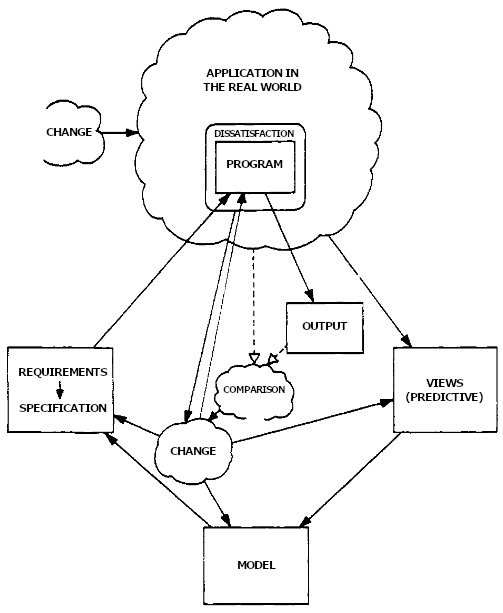 APPLICATION IN
THE REAL WORLD
CHANGE
DISSATISFACTION
PROGRAM
OUTPUT
REQUIREMENTS
SPECIFICATION
COMPARISON
VIEWS
(PREDICTIVE)
CHANGE
MODEL